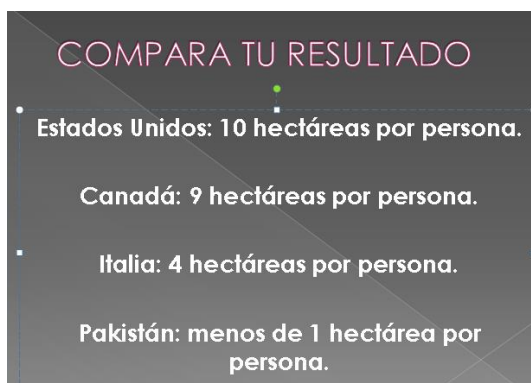 COMPARA TU RESULTADO
Estados Unidos: 10 hectáreas por persona.
Canadá: 9 hectáreas por persona.
Italia: 4 hectáreas por persona.
Pakistán: menos de 1 hectárea por
persona.